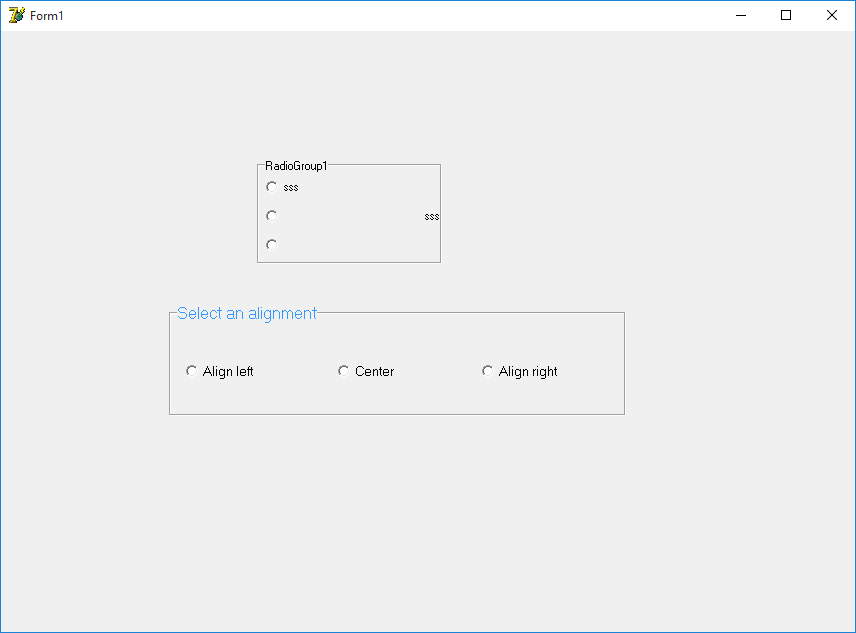 Form1
RadioGroup1
sss
sss
Select an alignment
Align left Center Align right